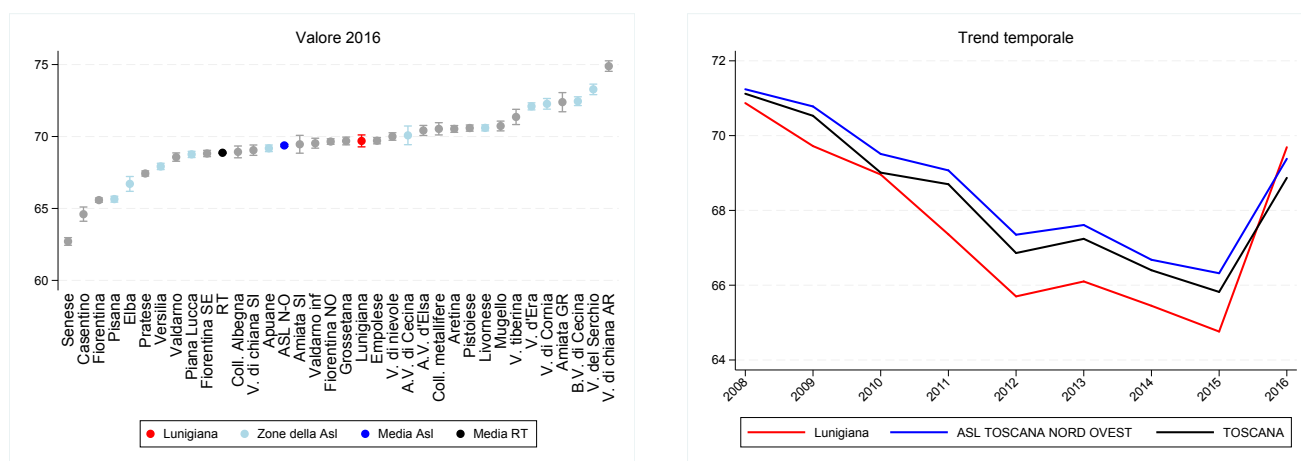 Valore 2016
75
70
65
60
Senese
Casentino
Fiorentina
Pisana
Elba
Pratese
Versilia
Valdarno
Piana Lucca
Fiorentina SE
RT
Coll. Albegna
V. di chiana SI
Apuane
ASL N-O
Amiata SI
Valdarno Inf
Fiorentina NO
Grossetana
Lunigiana
Empolese
V. di nievole
A.V. di Cecina
A.V. d'Elsa
Coll. metallifere
Aretina
Pistoiese
Livornese
Mugello
V. tiberina
V. d'Era
V. di Cornia
Amiata GR
B.V. di Cecina
V. del Serchio
V. di chiana AR
Lunigiana Zone della Asl Media Asl Media RT
Trend temporale
72
70
68
66
64
2008 2009 2010 2011 2012 2013 2014 2015 2016
Lunigiana ASL TOSCANA NORD OVEST TOSCANA